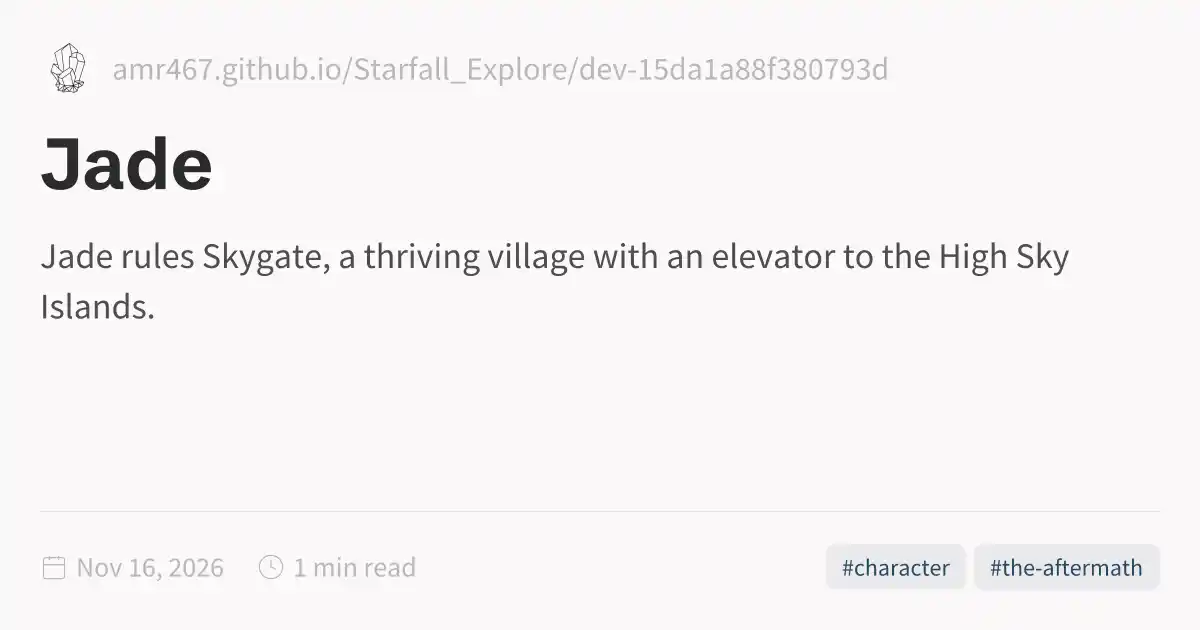 amr467.github.io/Starfall_Explore/dev-15da1a88f380793d
Jade
Jade rules Skygate, a thriving village with an elevator to the High Sky
Islands.
Nov 16, 2026 1 min read #character #the-aftermath